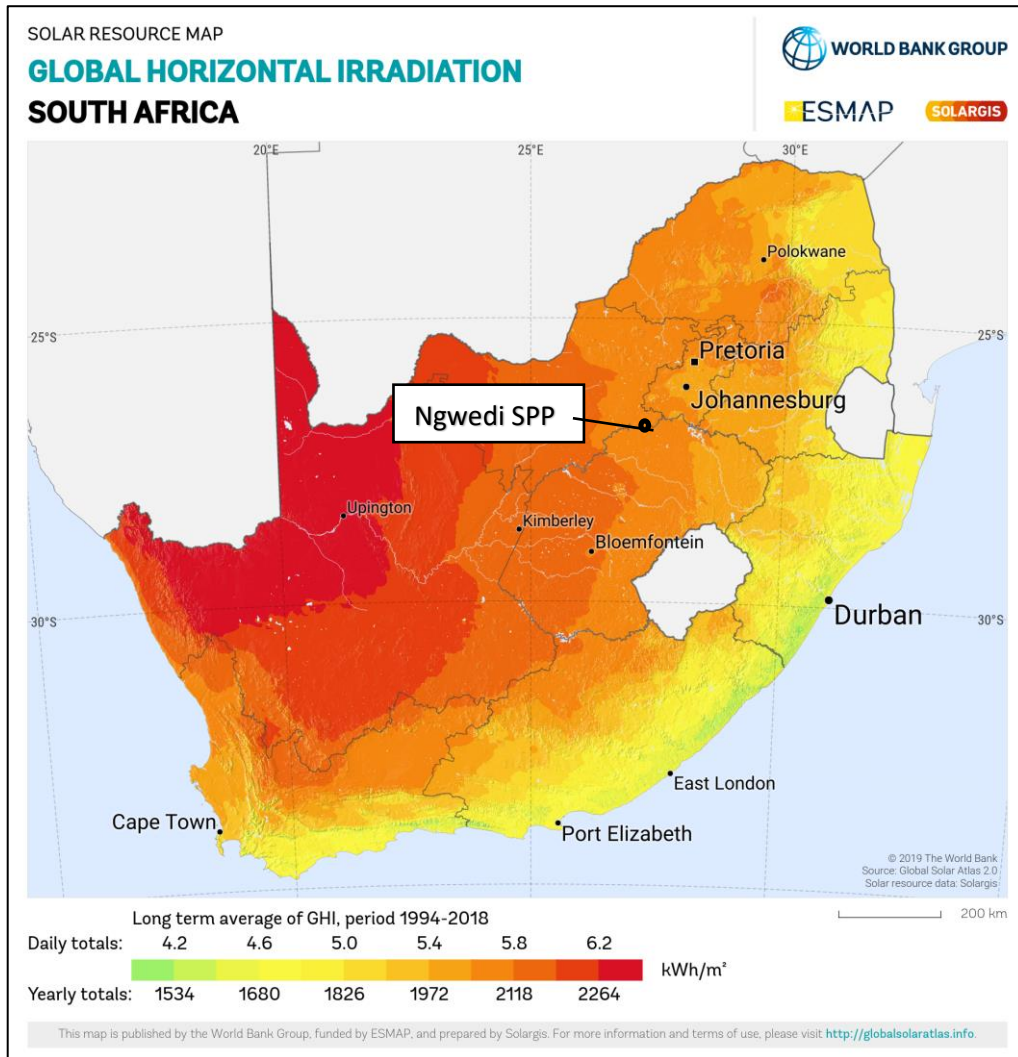 SOLAR RESOURCE MAP
GLOBAL HORIZONTAL IRRADIATION
SOUTH AFRICA
WORLD BANK GROUP
ESMAP
SOLARGIS
20°E
25°E
30°E
Polokwane
25°S
25°S
Pretoria
Johannesburg
Ngwedi SPP
Upington
Kimberley
Bloemfontein
Durban
30°S
30°S
East London
Cape Town
Port Elizabeth
© 2019 The World Bank
Source: Global Solar Atlas 2.0
Solar resource data: Solargis
200 km
Long term average of GHI, period 1994-2018
Daily totals: 4.2 4.6 5.0 5.4 5.8 6.2
kWh/m²
Yearly totals: 1534 1680 1826 1972 2118 2264
This map is published by the World Bank Group, funded by ESMAP, and prepared by Solargis. For more information and terms of use, please visit http://globalsolaratlas.info.